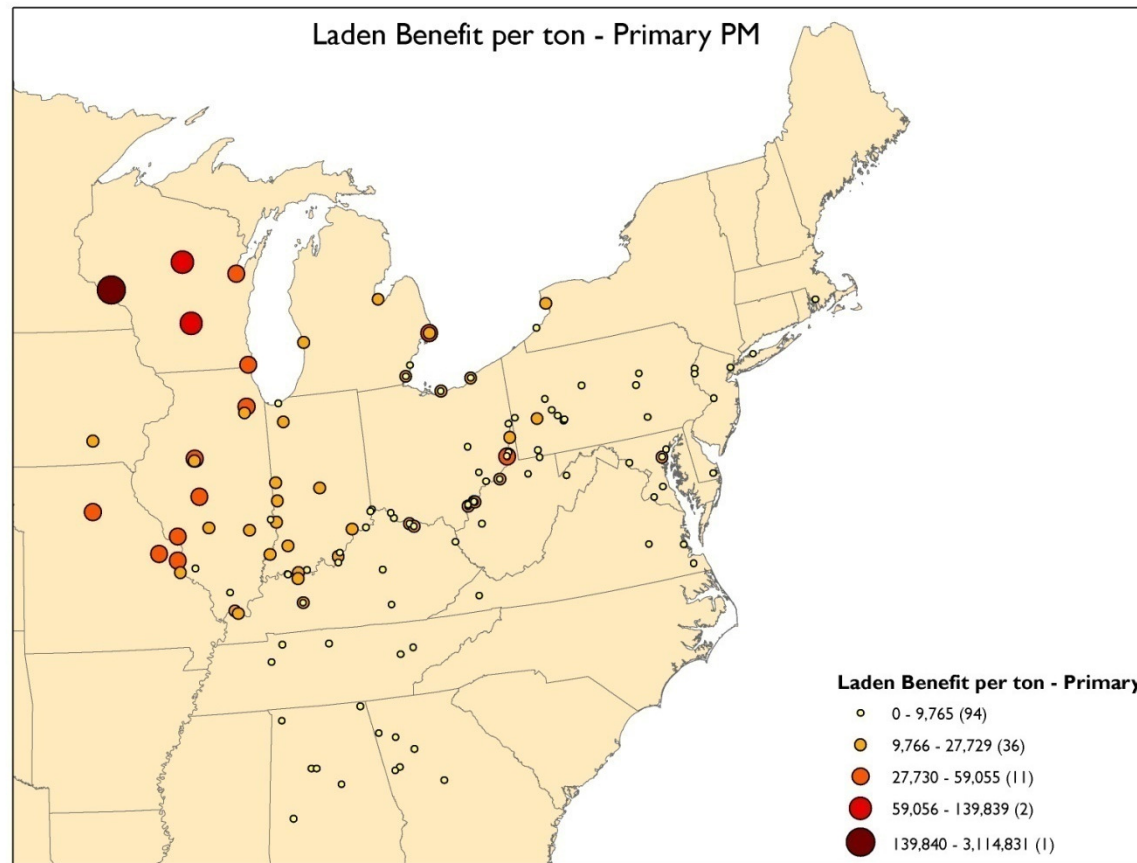 Laden Benefit per ton - Primary PM
Laden Benefit per ton - Primary
0 - 9,765 (94)
9,766 - 27,729 (36)
27,730 - 59,055 (11)
59,056 - 139,839 (2)
139,840 - 3,114,831 (1)